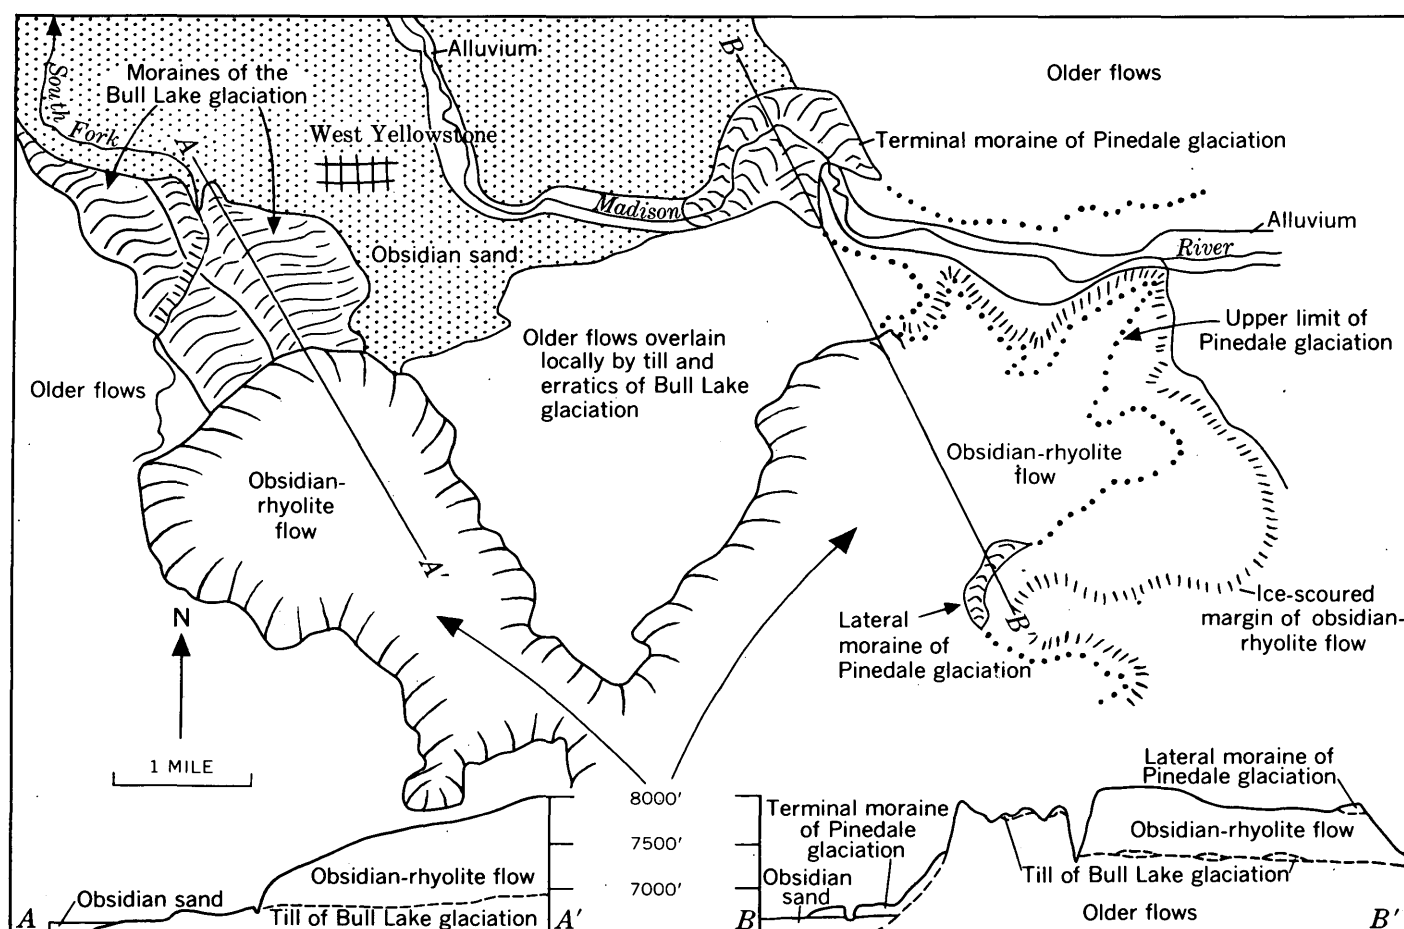 B
Alluvium
Older flows
Moraines of the
Bull Lake glaciation
South
Fork
A
West Yellowstone
Terminal moraine of Pinedale glaciation
Madison
Alluvium
River
Obsidian sand
Upper limit of
Pinedale glaciation
Older flows overlain
locally by till and
erratics of Bull Lake
glaciation
Older flows
Obsidian-
rhyolite
flow
Obsidian-rhyolite
flow
A'
N
1 MILE
Lateral
moraine of
Pinedale glaciation
B'
Ice-scoured
margin of obsidian-
rhyolite flow
8000'
7500'
7000'
Obsidian sand
Obsidian-rhyolite flow
Till of Bull Lake glaciation
A
A'
Terminal moraine
of Pinedale
glaciation
Obsidian
sand
Lateral moraine of
Pinedale glaciation
Obsidian-rhyolite flow
Till of Bull Lake glaciation
Older flows
B
B'